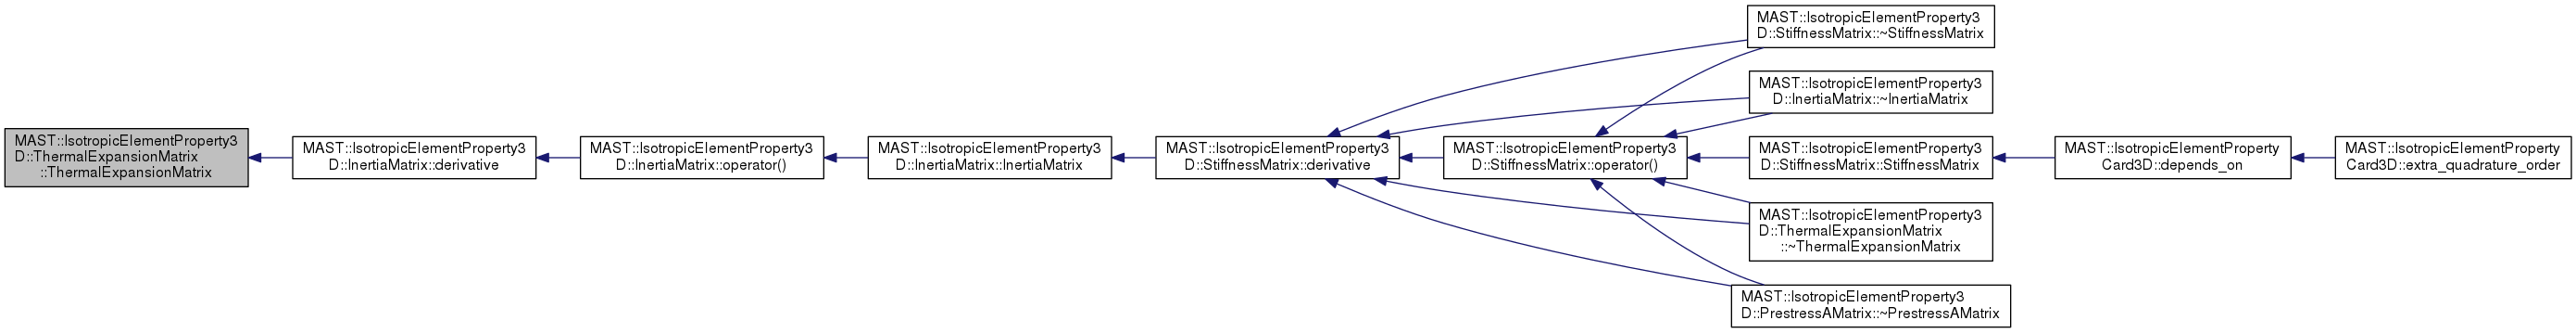 MAST::IsotropicElementProperty3
D::ThermalExpansionMatrix
::ThermalExpansionMatrix
MAST::IsotropicElementProperty3
D::InertiaMatrix::derivative
MAST::IsotropicElementProperty3
D::InertiaMatrix::operator()
MAST::IsotropicElementProperty3
D::InertiaMatrix::InertiaMatrix
MAST::IsotropicElementProperty3
D::StiffnessMatrix::derivative
MAST::IsotropicElementProperty3
D::StiffnessMatrix::operator()
MAST::IsotropicElementProperty3
D::StiffnessMatrix::~StiffnessMatrix
MAST::IsotropicElementProperty3
D::InertiaMatrix::~InertiaMatrix
MAST::IsotropicElementProperty3
D::StiffnessMatrix::StiffnessMatrix
MAST::IsotropicElementProperty3
D::ThermalExpansionMatrix
::~ThermalExpansionMatrix
MAST::IsotropicElementProperty3
D::PrestressAMatrix::~PrestressAMatrix
MAST::IsotropicElementProperty
Card3D::depends_on
MAST::IsotropicElementProperty
Card3D::extra_quadrature_order